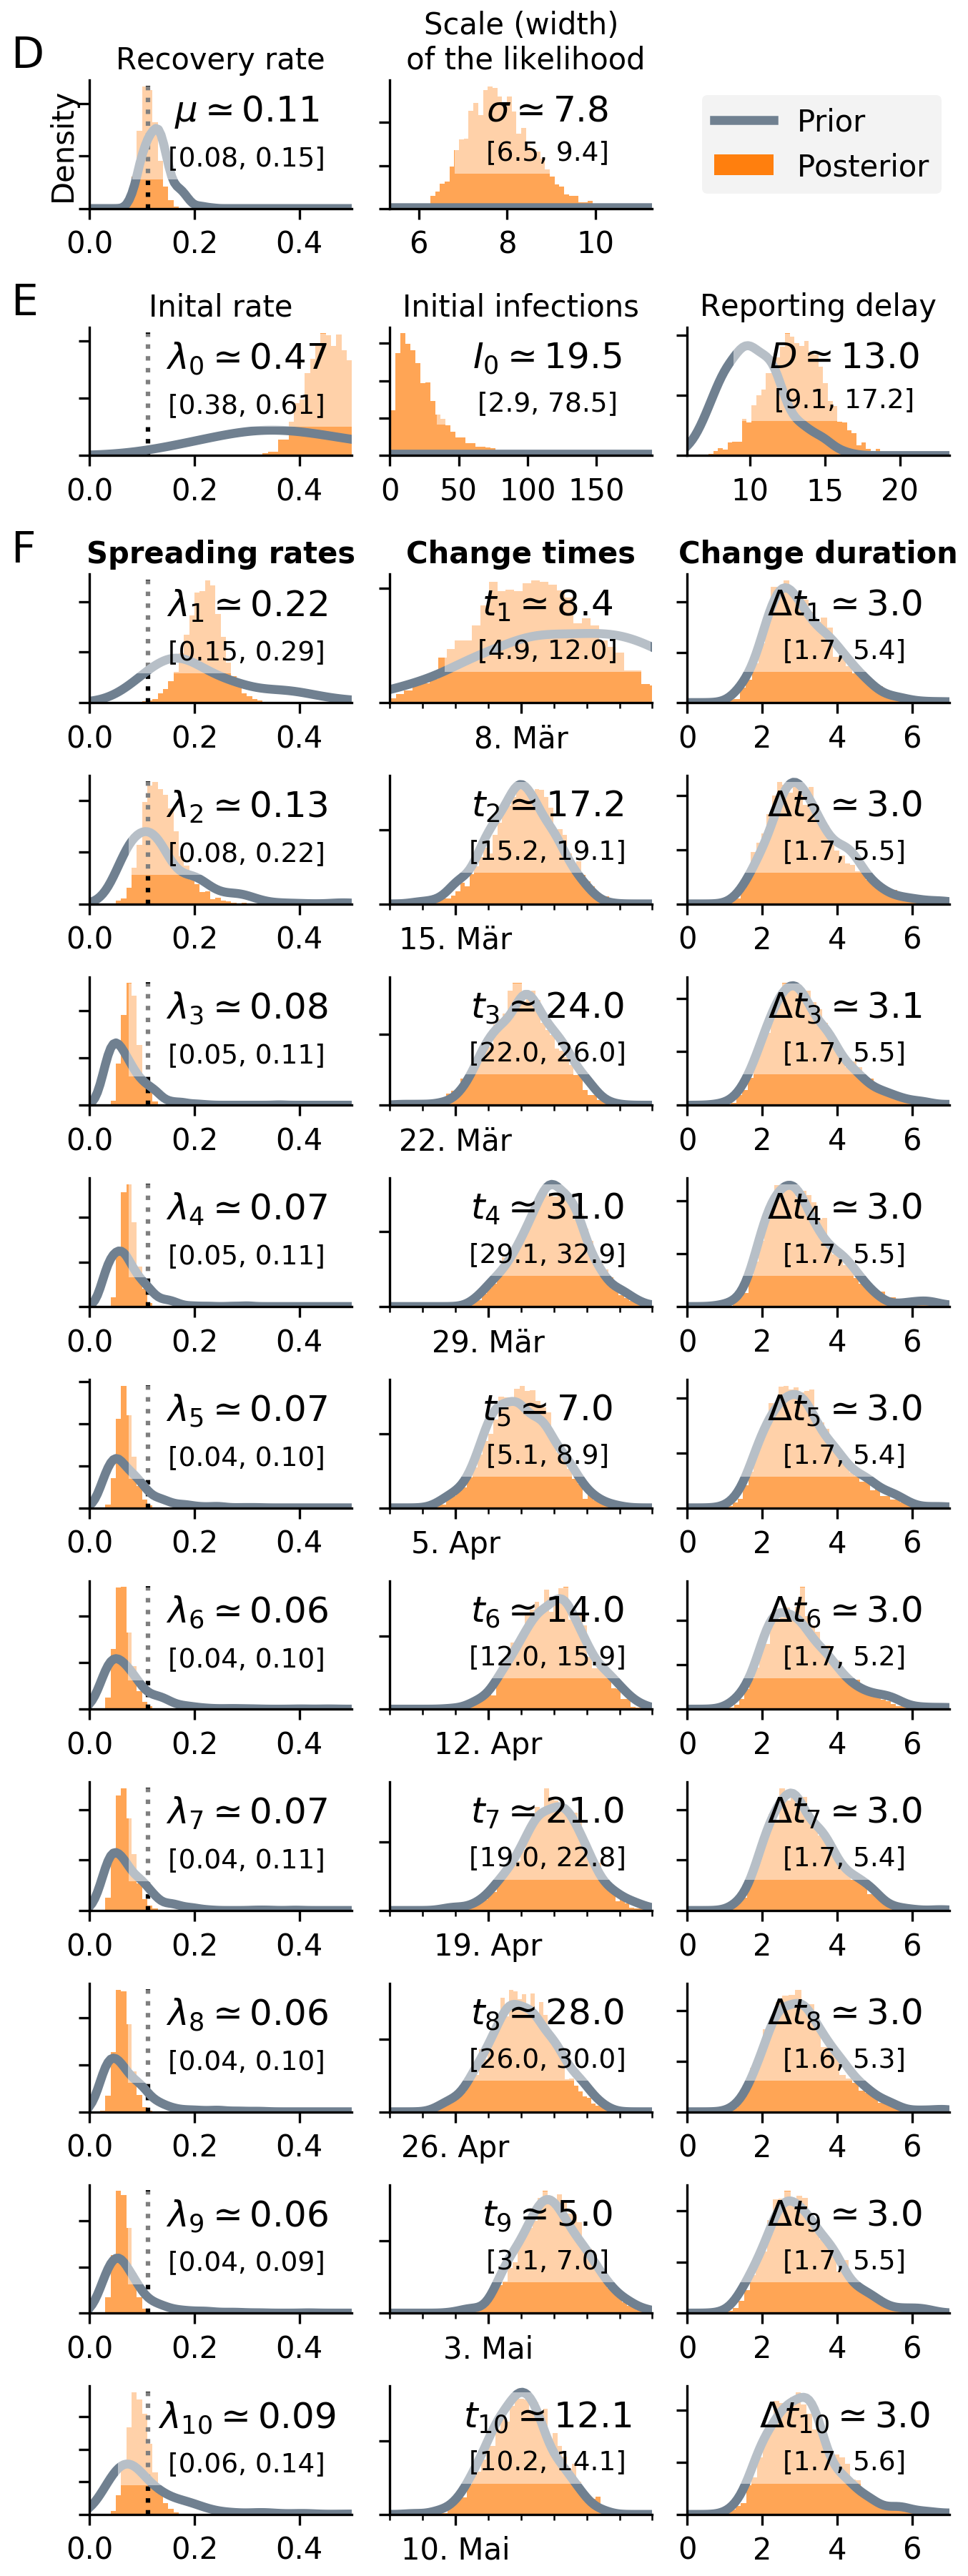 D
Recovery rate
Scale (width)
of the likelihood
Density
μ ≃ 0.11
[0.08, 0.15]
0.0 0.2 0.4
σ ≃ 7.8
[6.5, 9.4]
6 8 10
Prior
Posterior
E
Inital rate
λ0 ≃ 0.47
[0.38, 0.61]
0.0 0.2 0.4
Initial infections
I0 ≃ 19.5
[2.9, 78.5]
0 50 100 150
Reporting delay
D ≃ 13.0
[9.1, 17.2]
10 15 20
F
Spreading rates
Change times
Change duration
λ1 ≃ 0.22
[0.15, 0.29]
0.0 0.2 0.4
t1 ≃ 8.4
[4.9, 12.0]
8. Mär
Δt1 ≃ 3.0
[1.7, 5.4]
0 2 4 6
λ2 ≃ 0.13
[0.08, 0.22]
0.0 0.2 0.4
t2 ≃ 17.2
[15.2, 19.1]
15. Mär
Δt2 ≃ 3.0
[1.7, 5.5]
0 2 4 6
λ3 ≃ 0.08
[0.05, 0.11]
0.0 0.2 0.4
t3 ≃ 24.0
[22.0, 26.0]
22. Mär
Δt3 ≃ 3.1
[1.7, 5.5]
0 2 4 6
λ4 ≃ 0.07
[0.05, 0.11]
0.0 0.2 0.4
t4 ≃ 31.0
[29.1, 32.9]
29. Mär
Δt4 ≃ 3.0
[1.7, 5.5]
0 2 4 6
λ5 ≃ 0.07
[0.04, 0.10]
0.0 0.2 0.4
t5 ≃ 7.0
[5.1, 8.9]
5. Apr
Δt5 ≃ 3.0
[1.7, 5.4]
0 2 4 6
λ6 ≃ 0.06
[0.04, 0.10]
0.0 0.2 0.4
t6 ≃ 14.0
[12.0, 15.9]
12. Apr
Δt6 ≃ 3.0
[1.7, 5.2]
0 2 4 6
λ7 ≃ 0.07
[0.04, 0.11]
0.0 0.2 0.4
t7 ≃ 21.0
[19.0, 22.8]
19. Apr
Δt7 ≃ 3.0
[1.7, 5.4]
0 2 4 6
λ8 ≃ 0.06
[0.04, 0.10]
0.0 0.2 0.4
t8 ≃ 28.0
[26.0, 30.0]
26. Apr
Δt8 ≃ 3.0
[1.6, 5.3]
0 2 4 6
λ9 ≃ 0.06
[0.04, 0.09]
0.0 0.2 0.4
t9 ≃ 5.0
[3.1, 7.0]
3. Mai
Δt9 ≃ 3.0
[1.7, 5.5]
0 2 4 6
λ10 ≃ 0.09
[0.06, 0.14]
0.0 0.2 0.4
t10 ≃ 12.1
[10.2, 14.1]
10. Mai
Δt10 ≃ 3.0
[1.7, 5.6]
0 2 4 6